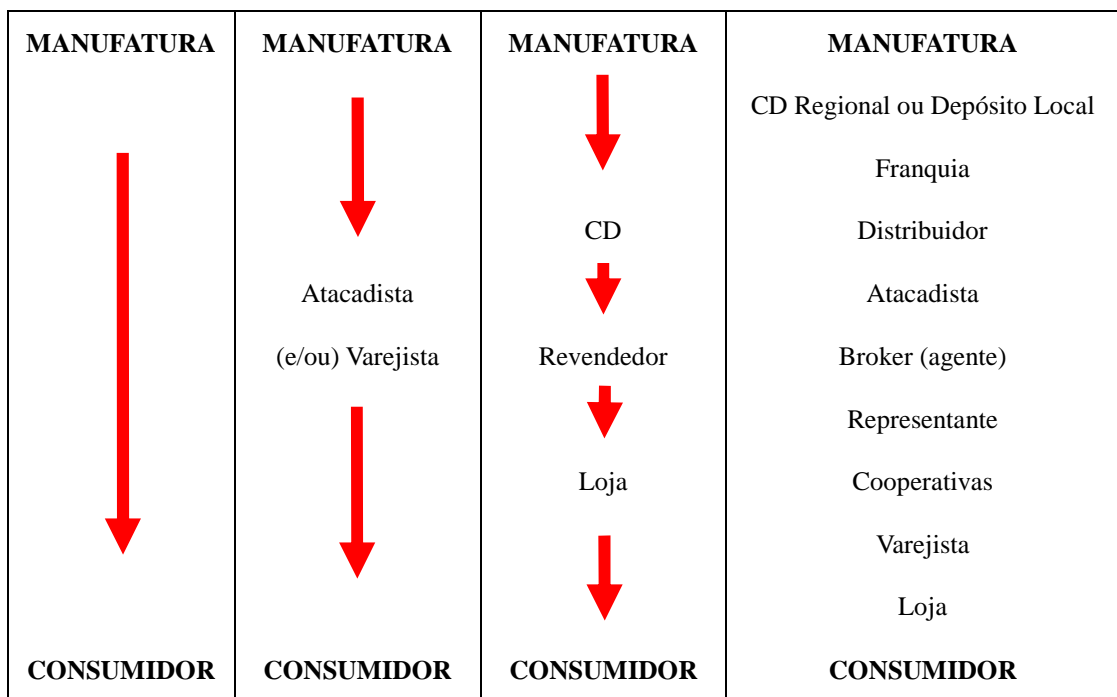 MANUFATURA
CONSUMIDOR
MANUFATURA
Atacadista
(e/ou) Varejista
CONSUMIDOR
MANUFATURA
CD
Revendedor
Loja
CONSUMIDOR
MANUFATURA
CD Regional ou Depósito Local
Franquia
Distribuidor
Atacadista
Broker (agente)
Representante
Cooperativas
Varejista
Loja
CONSUMIDOR